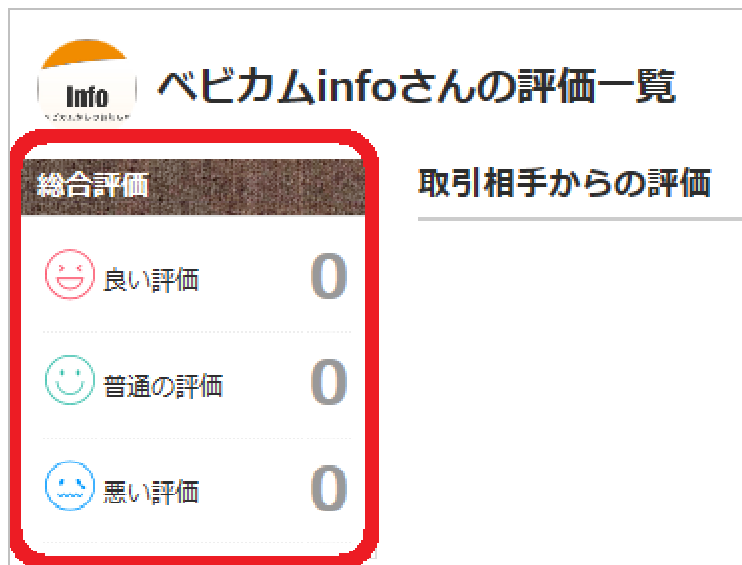 Info
ベビカムinfoさんの評価一覧
総合評価
良い評価 0
普通の評価 0
悪い評価 0
取引相手からの評価